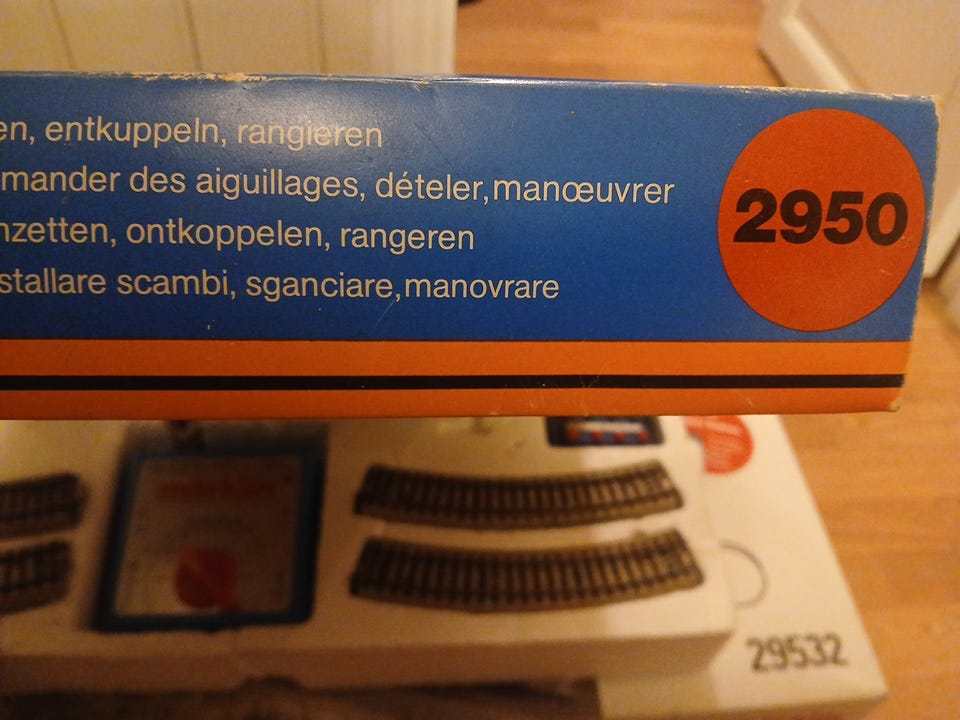 en, entkuppeln, rangieren
mander des aiguillages, dételer, manœuvrer
nzetten, ontkoppelen, rangeren
stallare scambi, sganciare, manovrare
2950
29532